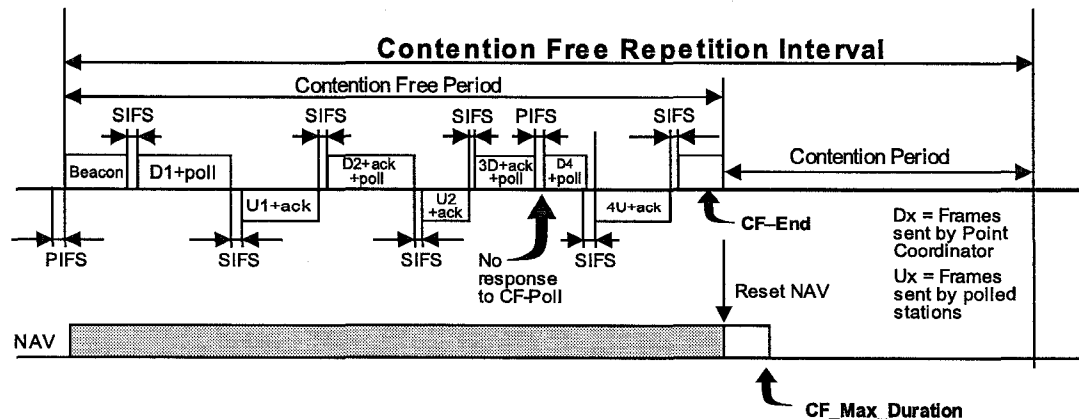 Contention Free Repetition Interval
Contention Free Period
SIFS
SIFS
SIFS
PIFS
SIFS
Beacon
D1+poll
D2+ack
+poll
3D+ack
+poll
D4
+poll
Contention Period
U1+ack
U2
+ack
4U+ack
CF–End
PIFS
SIFS
SIFS
No
response
to CF-Poll
SIFS
Dx = Frames
sent by Point
Coordinator
Ux = Frames
sent by polled
stations
Reset NAV
NAV
CF_Max_Duration